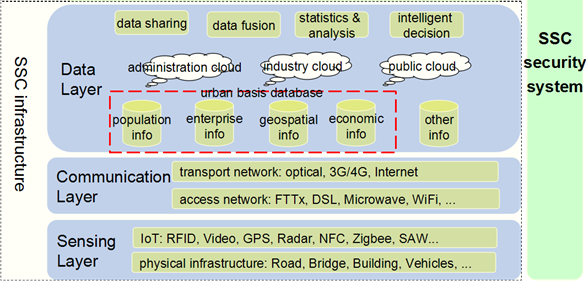 data sharing
data fusion
statistics &
analysis
intelligent
decision
SSC
security
system
SSC infrastructure
Data
Layer
administration cloud
industry cloud
public cloud
urban basis database
population
info
enterprise
info
geospatial
info
economic
info
other
info
Communication
Layer
transport network: optical, 3G/4G, Internet
access network: FTTx, DSL, Microwave, WiFi, ...
Sensing
Layer
IoT: RFID, Video, GPS, Radar, NFC, Zigbee, SAW...
physical infrastructure: Road, Bridge, Building, Vehicles, ...